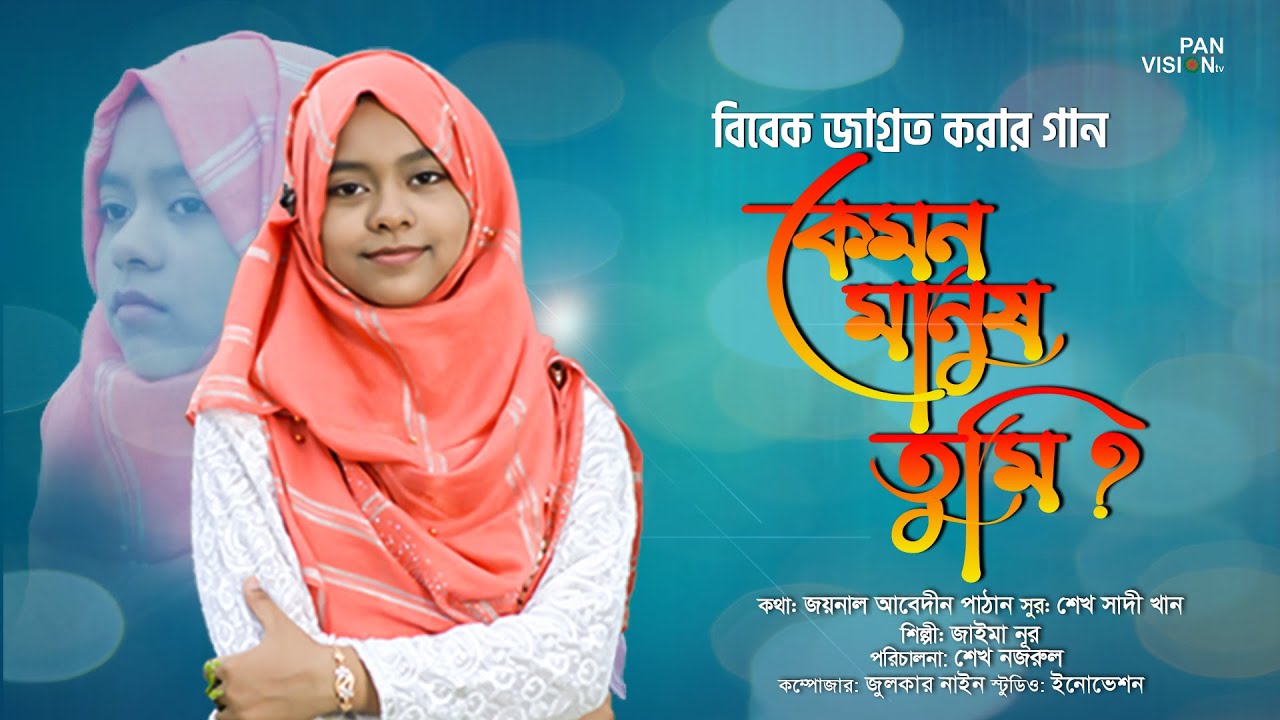 PAN
VISION tv
বিবেক জাগ্রত করার গান
কেমন
মানুষ
তুমি ?
কথা: জয়নাল আবেদীন পাঠান সুর: শেখ সাদী খান
শিল্পী: জাইমা নূর
পরিচালনা: শেখ নজরুল
কম্পোজার: জুলকার নাইন স্টুডিও: ইনোভেশন